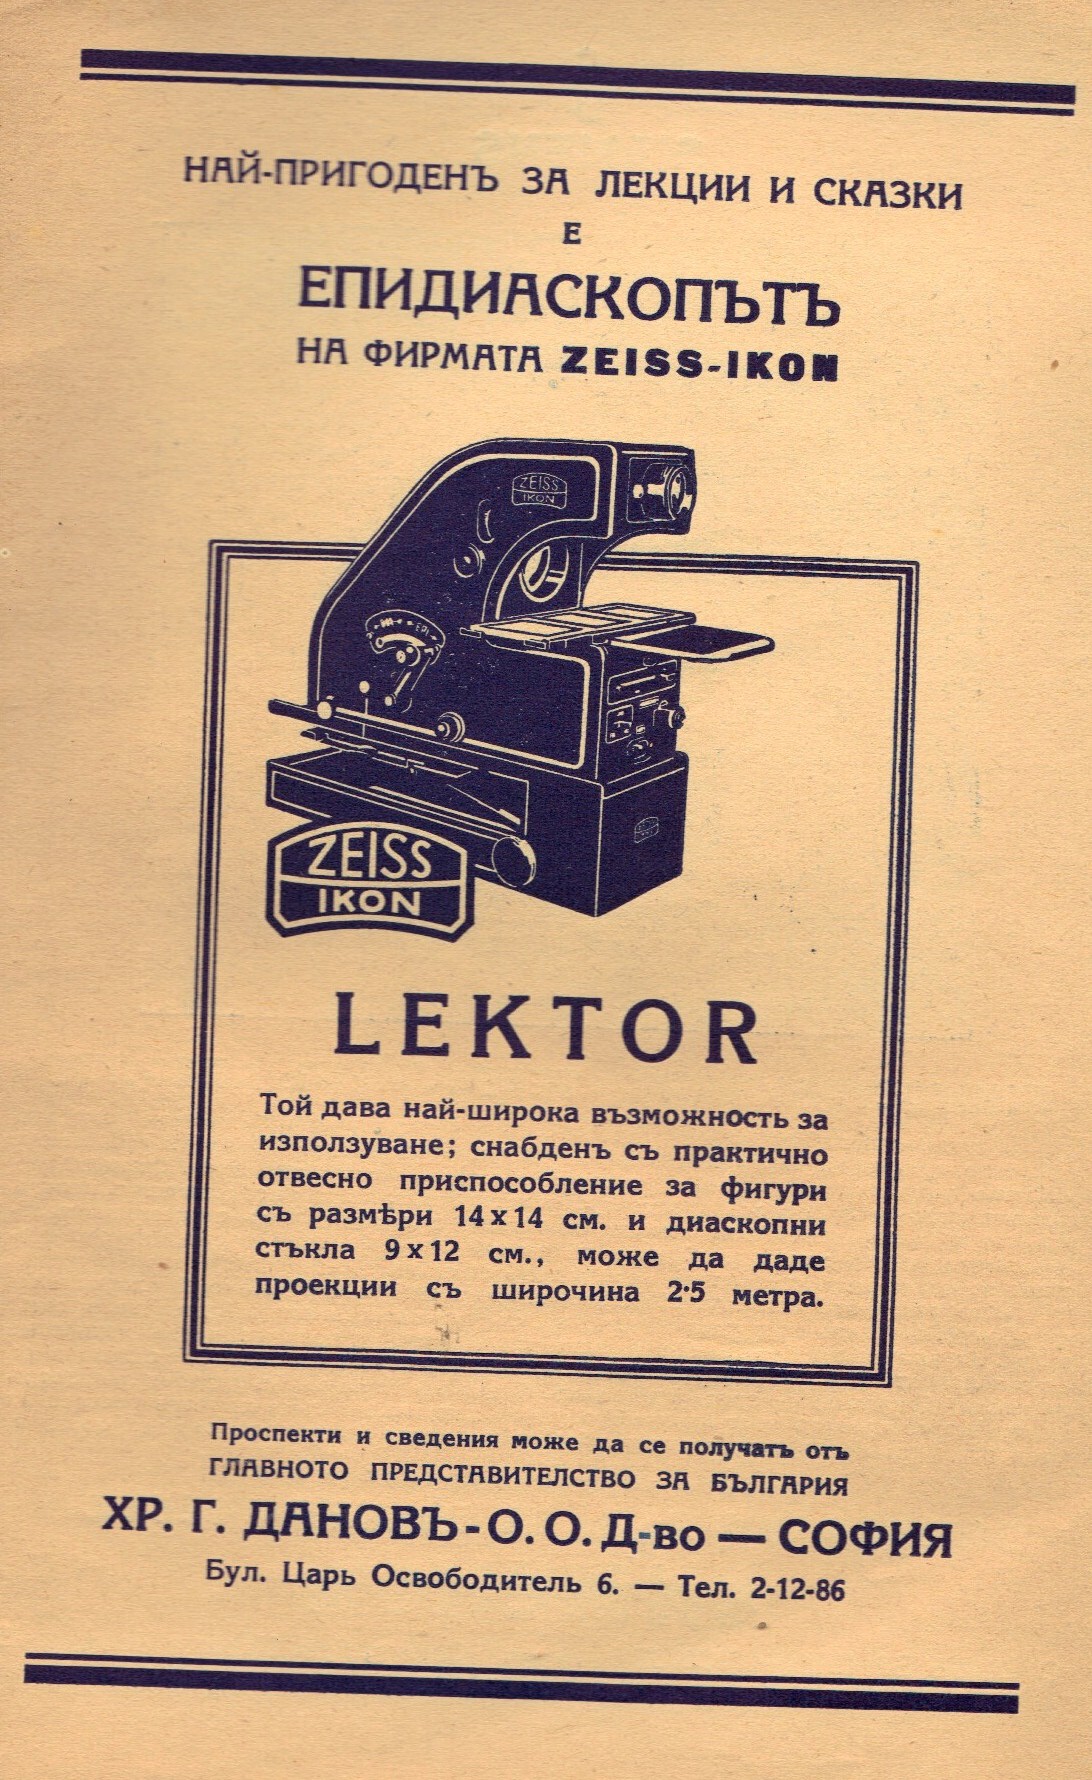 НАЙ-ПРИГОДЕНЪ ЗА ЛЕКЦИИ И СКАЗКИ
Е
ЕПИДИАСКОПЪТЪ
НА ФИРМАТА ZEISS-IKON
ZEISS
IKON
EPI
ZEISS
IKON
LEKTOR
Той дава най-широка възможность за
използуване; снабденъ съ практично
отвесно приспособление за фигури
съ размѣри 14 x 14 см. и диаскопни
стъкла 9 x 12 см., може да даде
проекции съ широчина 2·5 метра.
Проспекти и сведения може да се получатъ отъ
ГЛАВНОТО ПРЕДСТАВИТЕЛСТВО ЗА БЪЛГАРИЯ
ХР. Г. ДАНОВЪ - О. О. Д-во — СОФИЯ
Бул. Царь Освободитель 6. — Тел. 2-12-86